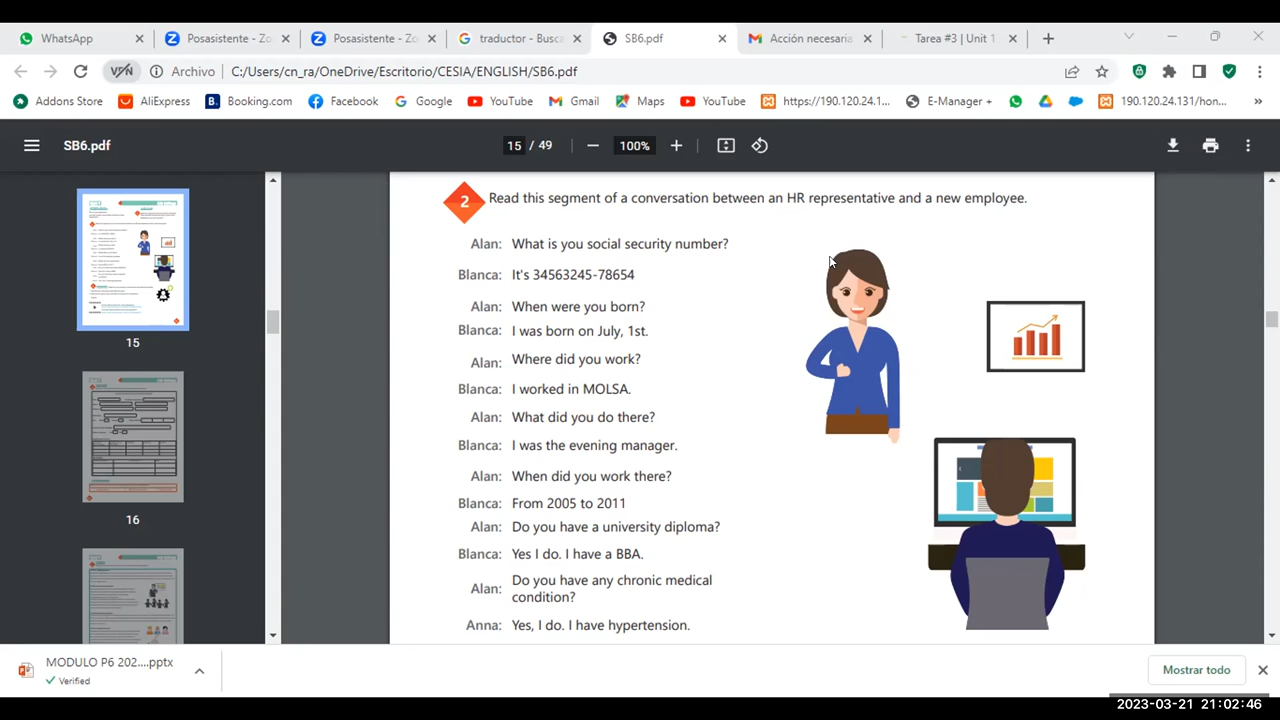 WhatsApp
Posasistente - Zo
Posasistente - Zo
traductor - Busca
SB6.pdf
Acción necesaria
Tarea #3 | Unit 1
VPN
Archivo
C:/Users/cn_ra/OneDrive/Escritorio/CESIA/ENGLISH/SB6.pdf
Addons Store
AliExpress
Booking.com
Facebook
Google
YouTube
Gmail
Maps
YouTube
https://190.120.24.1...
E-Manager +
190.120.24.131/hon...
SB6.pdf
15 / 49
100%
15
16
2 Read this segment of a conversation between an HR representative and a new employee.
Alan: What is you social security number?
Blanca: It's 34563245-78654
Alan: When were you born?
Blanca: I was born on July, 1st.
Alan: Where did you work?
Blanca: I worked in MOLSA.
Alan: What did you do there?
Blanca: I was the evening manager.
Alan: When did you work there?
Blanca: From 2005 to 2011
Alan: Do you have a university diploma?
Blanca: Yes I do. I have a BBA.
Alan: Do you have any chronic medical
condition?
Anna: Yes, I do. I have hypertension.
MODULO P6 202....pptx
Verified
Mostrar todo
2023-03-21 21:02:46